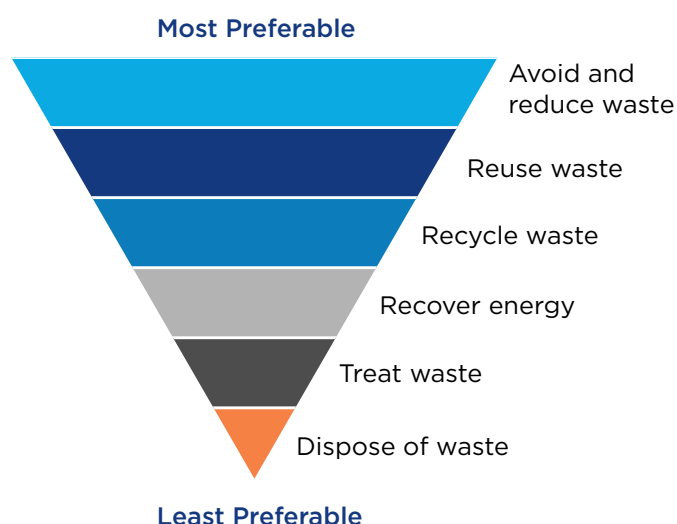 Most Preferable
Avoid and
reduce waste
Reuse waste
Recycle waste
Recover energy
Treat waste
Dispose of waste
Least Preferable